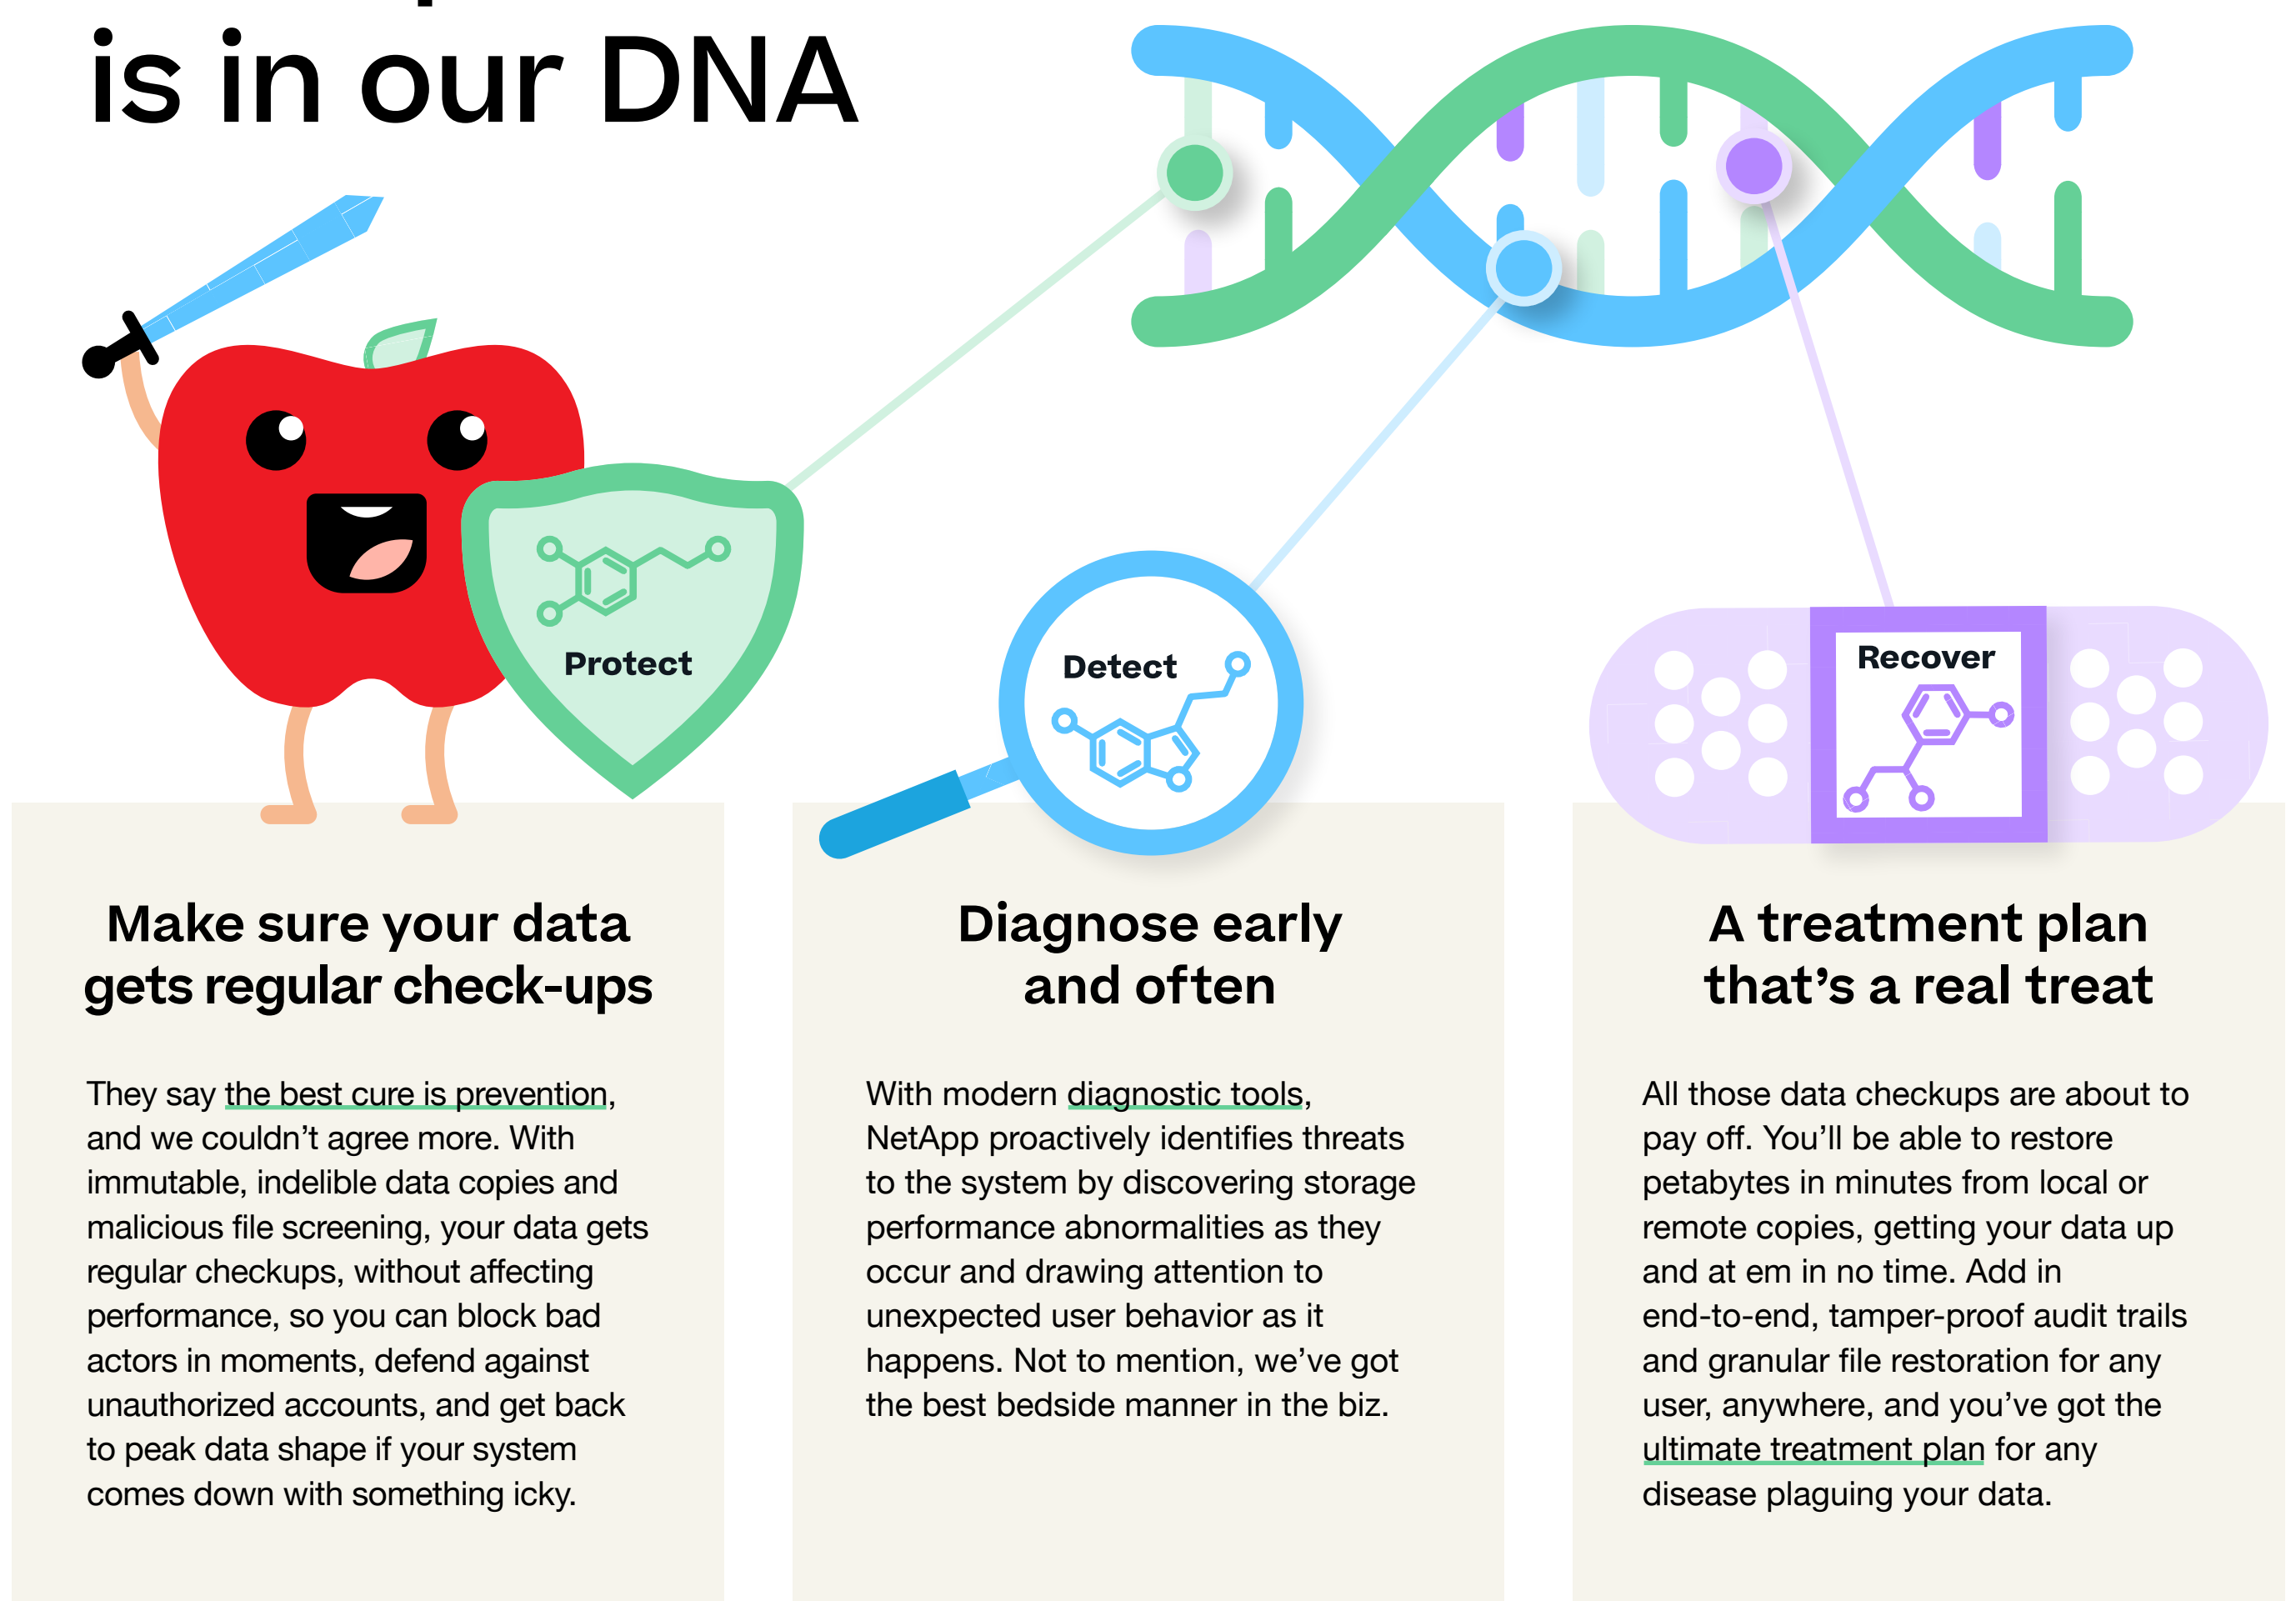 is in our DNA
Protect
Detect
Recover
Make sure your data
gets regular check-ups
They say the best cure is prevention,
and we couldn’t agree more. With
immutable, indelible data copies and
malicious file screening, your data gets
regular checkups, without affecting
performance, so you can block bad
actors in moments, defend against
unauthorized accounts, and get back
to peak data shape if your system
comes down with something icky.
Diagnose early
and often
With modern diagnostic tools,
NetApp proactively identifies threats
to the system by discovering storage
performance abnormalities as they
occur and drawing attention to
unexpected user behavior as it
happens. Not to mention, we’ve got
the best bedside manner in the biz.
A treatment plan
that’s a real treat
All those data checkups are about to
pay off. You’ll be able to restore
petabytes in minutes from local or
remote copies, getting your data up
and at em in no time. Add in
end-to-end, tamper-proof audit trails
and granular file restoration for any
user, anywhere, and you’ve got the
ultimate treatment plan for any
disease plaguing your data.